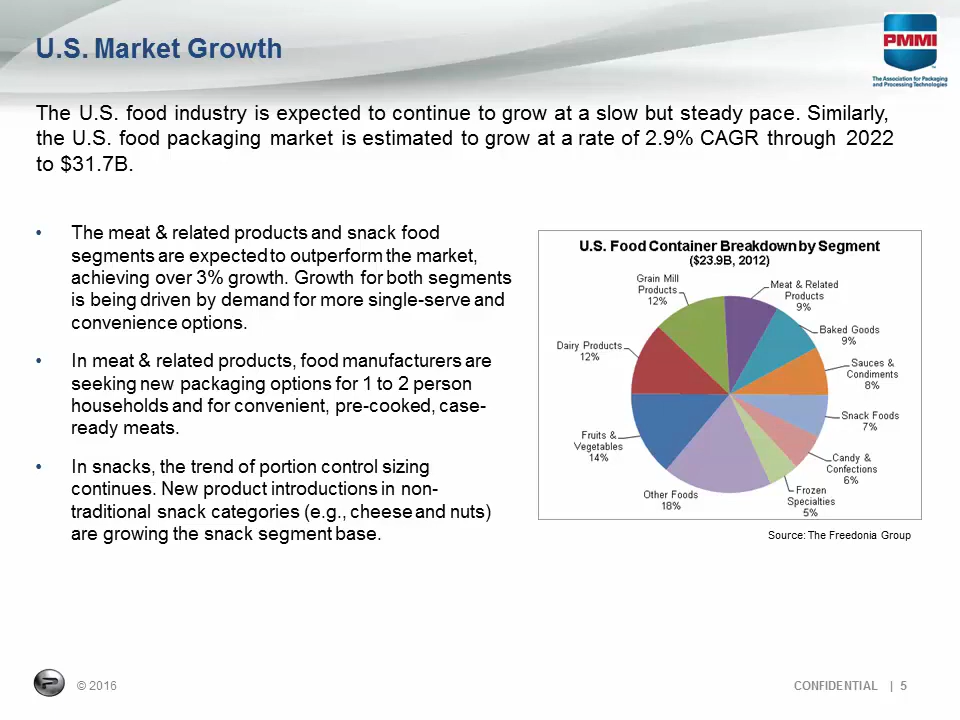 U.S. Market Growth
PMMI
™
The Association for Packaging
and Processing Technologies
The U.S. food industry is expected to continue to grow at a slow but steady pace. Similarly,
the U.S. food packaging market is estimated to grow at a rate of 2.9% CAGR through 2022
to $31.7B.
• The meat & related products and snack food
segments are expected to outperform the market,
achieving over 3% growth. Growth for both segments
is being driven by demand for more single-serve and
convenience options.
• In meat & related products, food manufacturers are
seeking new packaging options for 1 to 2 person
households and for convenient, pre-cooked, case-
ready meats.
• In snacks, the trend of portion control sizing
continues. New product introductions in non-
traditional snack categories (e.g., cheese and nuts)
are growing the snack segment base.
U.S. Food Container Breakdown by Segment
($23.9B, 2012)
Grain Mill
Products
12%
Meat & Related
Products
9%
Baked Goods
9%
Sauces &
Condiments
8%
Snack Foods
7%
Candy &
Confections
6%
Frozen
Specialties
5%
Other Foods
18%
Fruits &
Vegetables
14%
Dairy Products
12%
Source: The Freedonia Group
P
© 2016
CONFIDENTIAL | 5